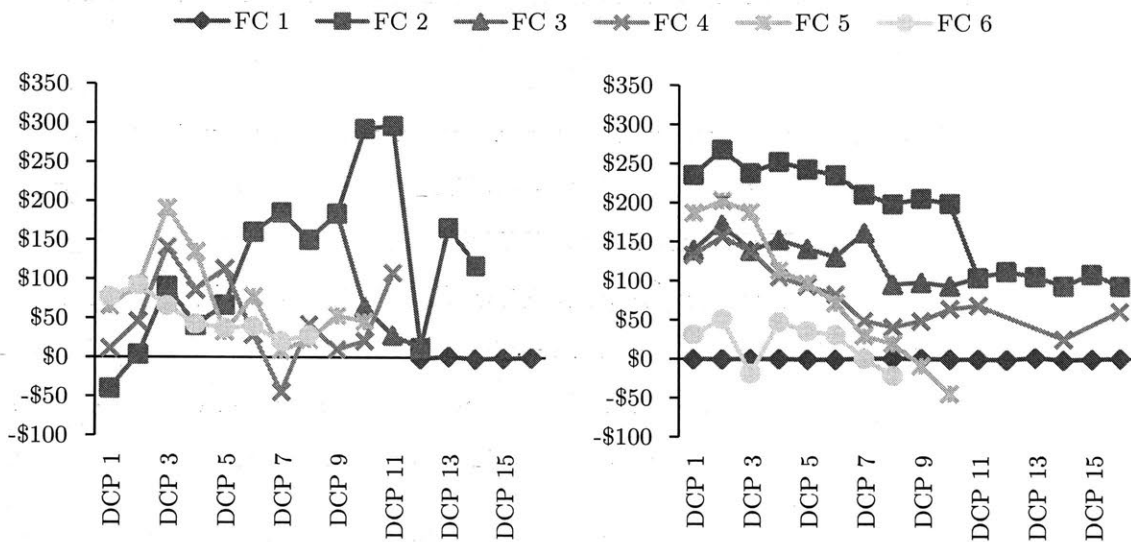 FC 1 FC 2 FC 3 FC 4 FC 5 FC 6
$350
$300
$250
$200
$150
$100
$50
$0
-$50
-$100
DCP 1
DCP 3
DCP 5
DCP 7
DCP 9
DCP 11
DCP 13
DCP 15
$350
$300
$250
$200
$150
$100
$50
$0
-$50
-$100
DCP 1
DCP 3
DCP 5
DCP 7
DCP 9
DCP 11
DCP 13
DCP 15